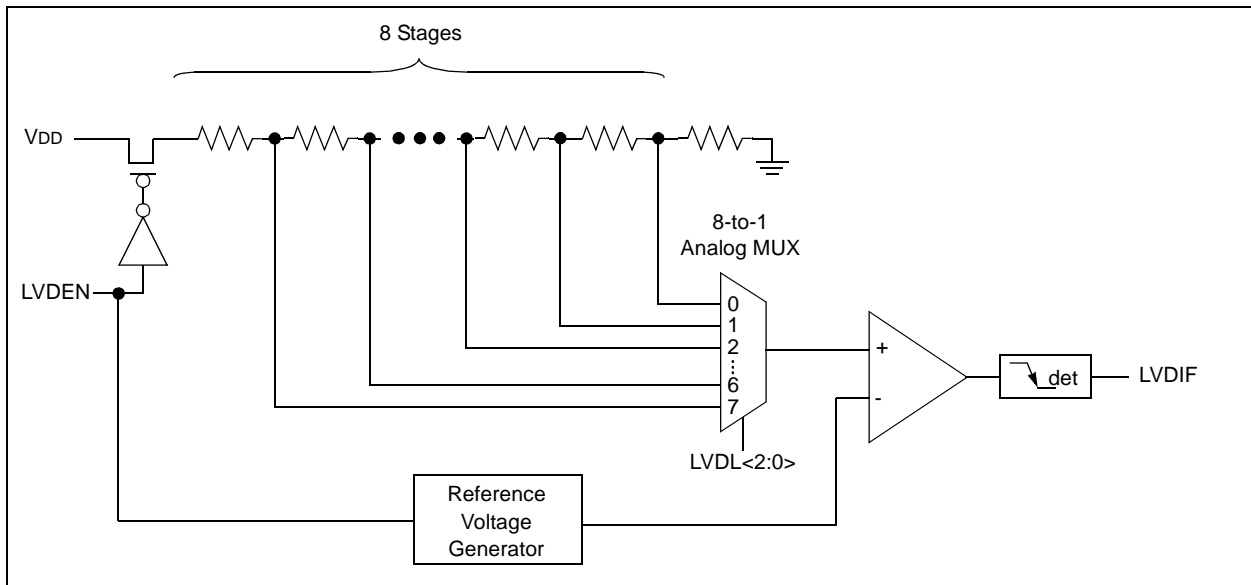 8 Stages
VDD
8-to-1
Analog MUX
LVDEN
0
1
2
6
7
+
-
det
LVDIF
LVDL<2:0>
Reference
Voltage
Generator